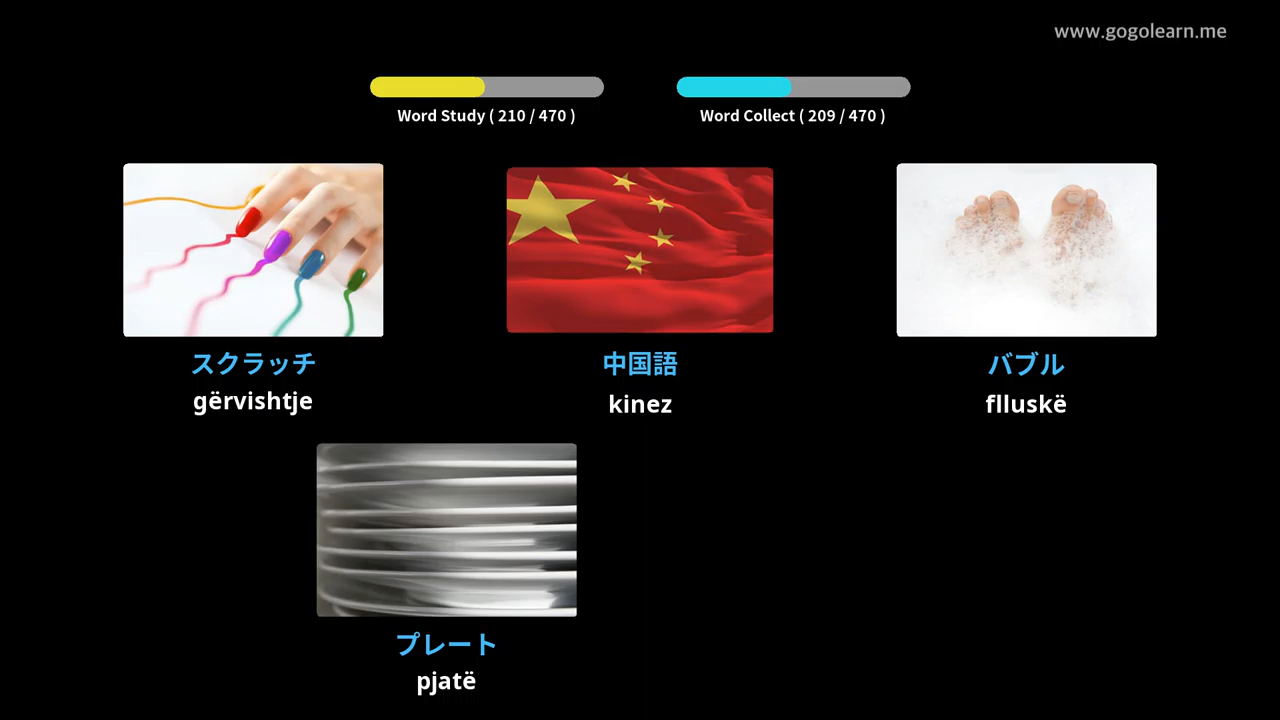 www.gogolearn.me
Word Study ( 210 / 470 )
Word Collect ( 209 / 470 )
スクラッチ
gërvishtje
中国語
kinez
バブル
flluskë
プレート
pjatë